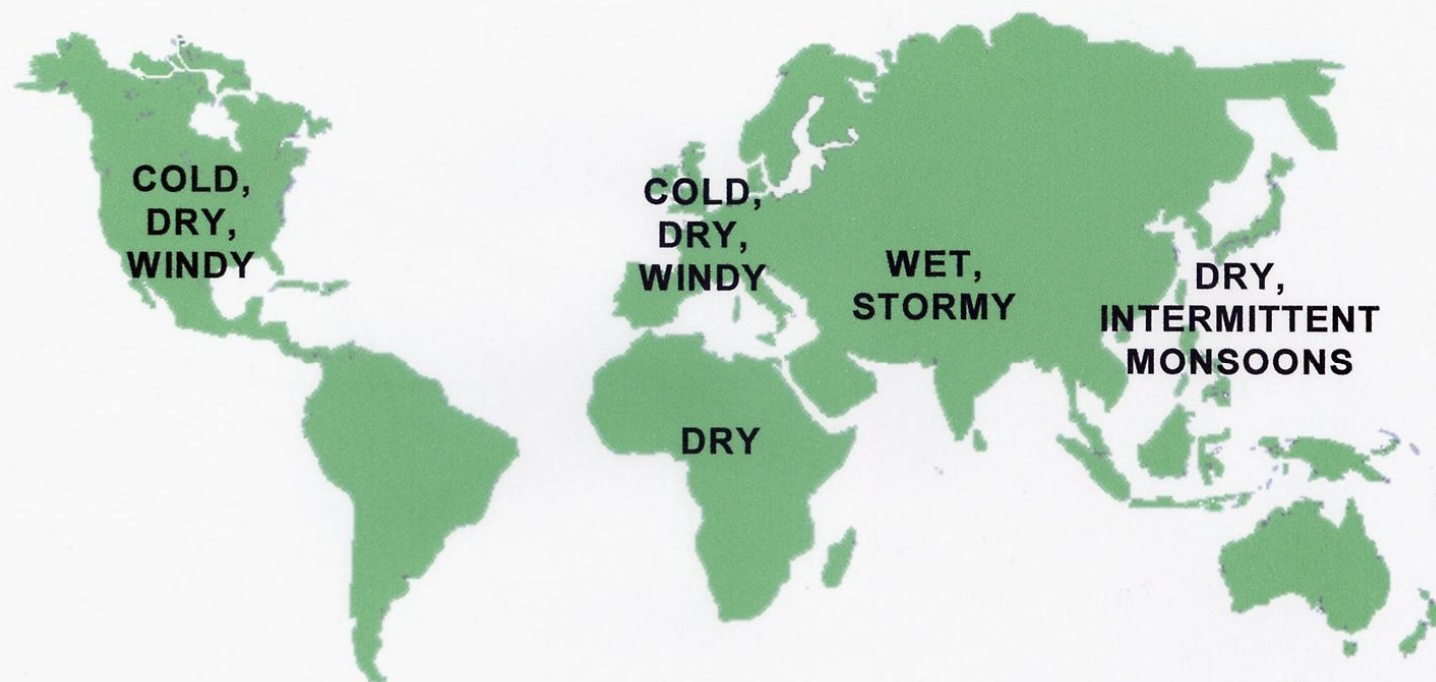 COLD,
DRY,
WINDY
COLD,
DRY,
WINDY
WET,
STORMY
DRY,
INTERMITTENT
MONSOONS
DRY